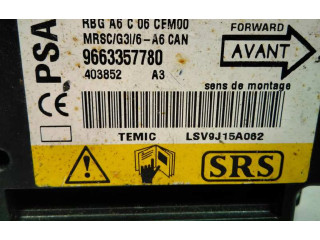 RBG A6 C 06 CFM00
MRSC/G3I/6-A6 CAN
9663357780
403852 A3
PSA
CE
FORWARD
AVANT
sens de montage
TEMIC LSV9J15A062
SRS